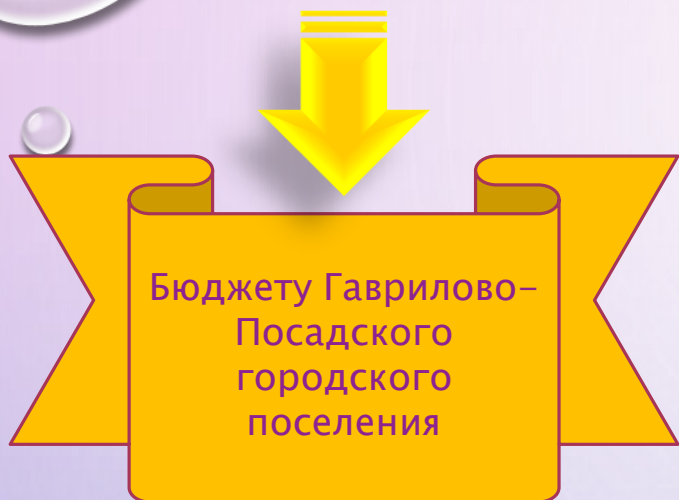 Бюджету Гаврилово-
Посадского
городского
поселения